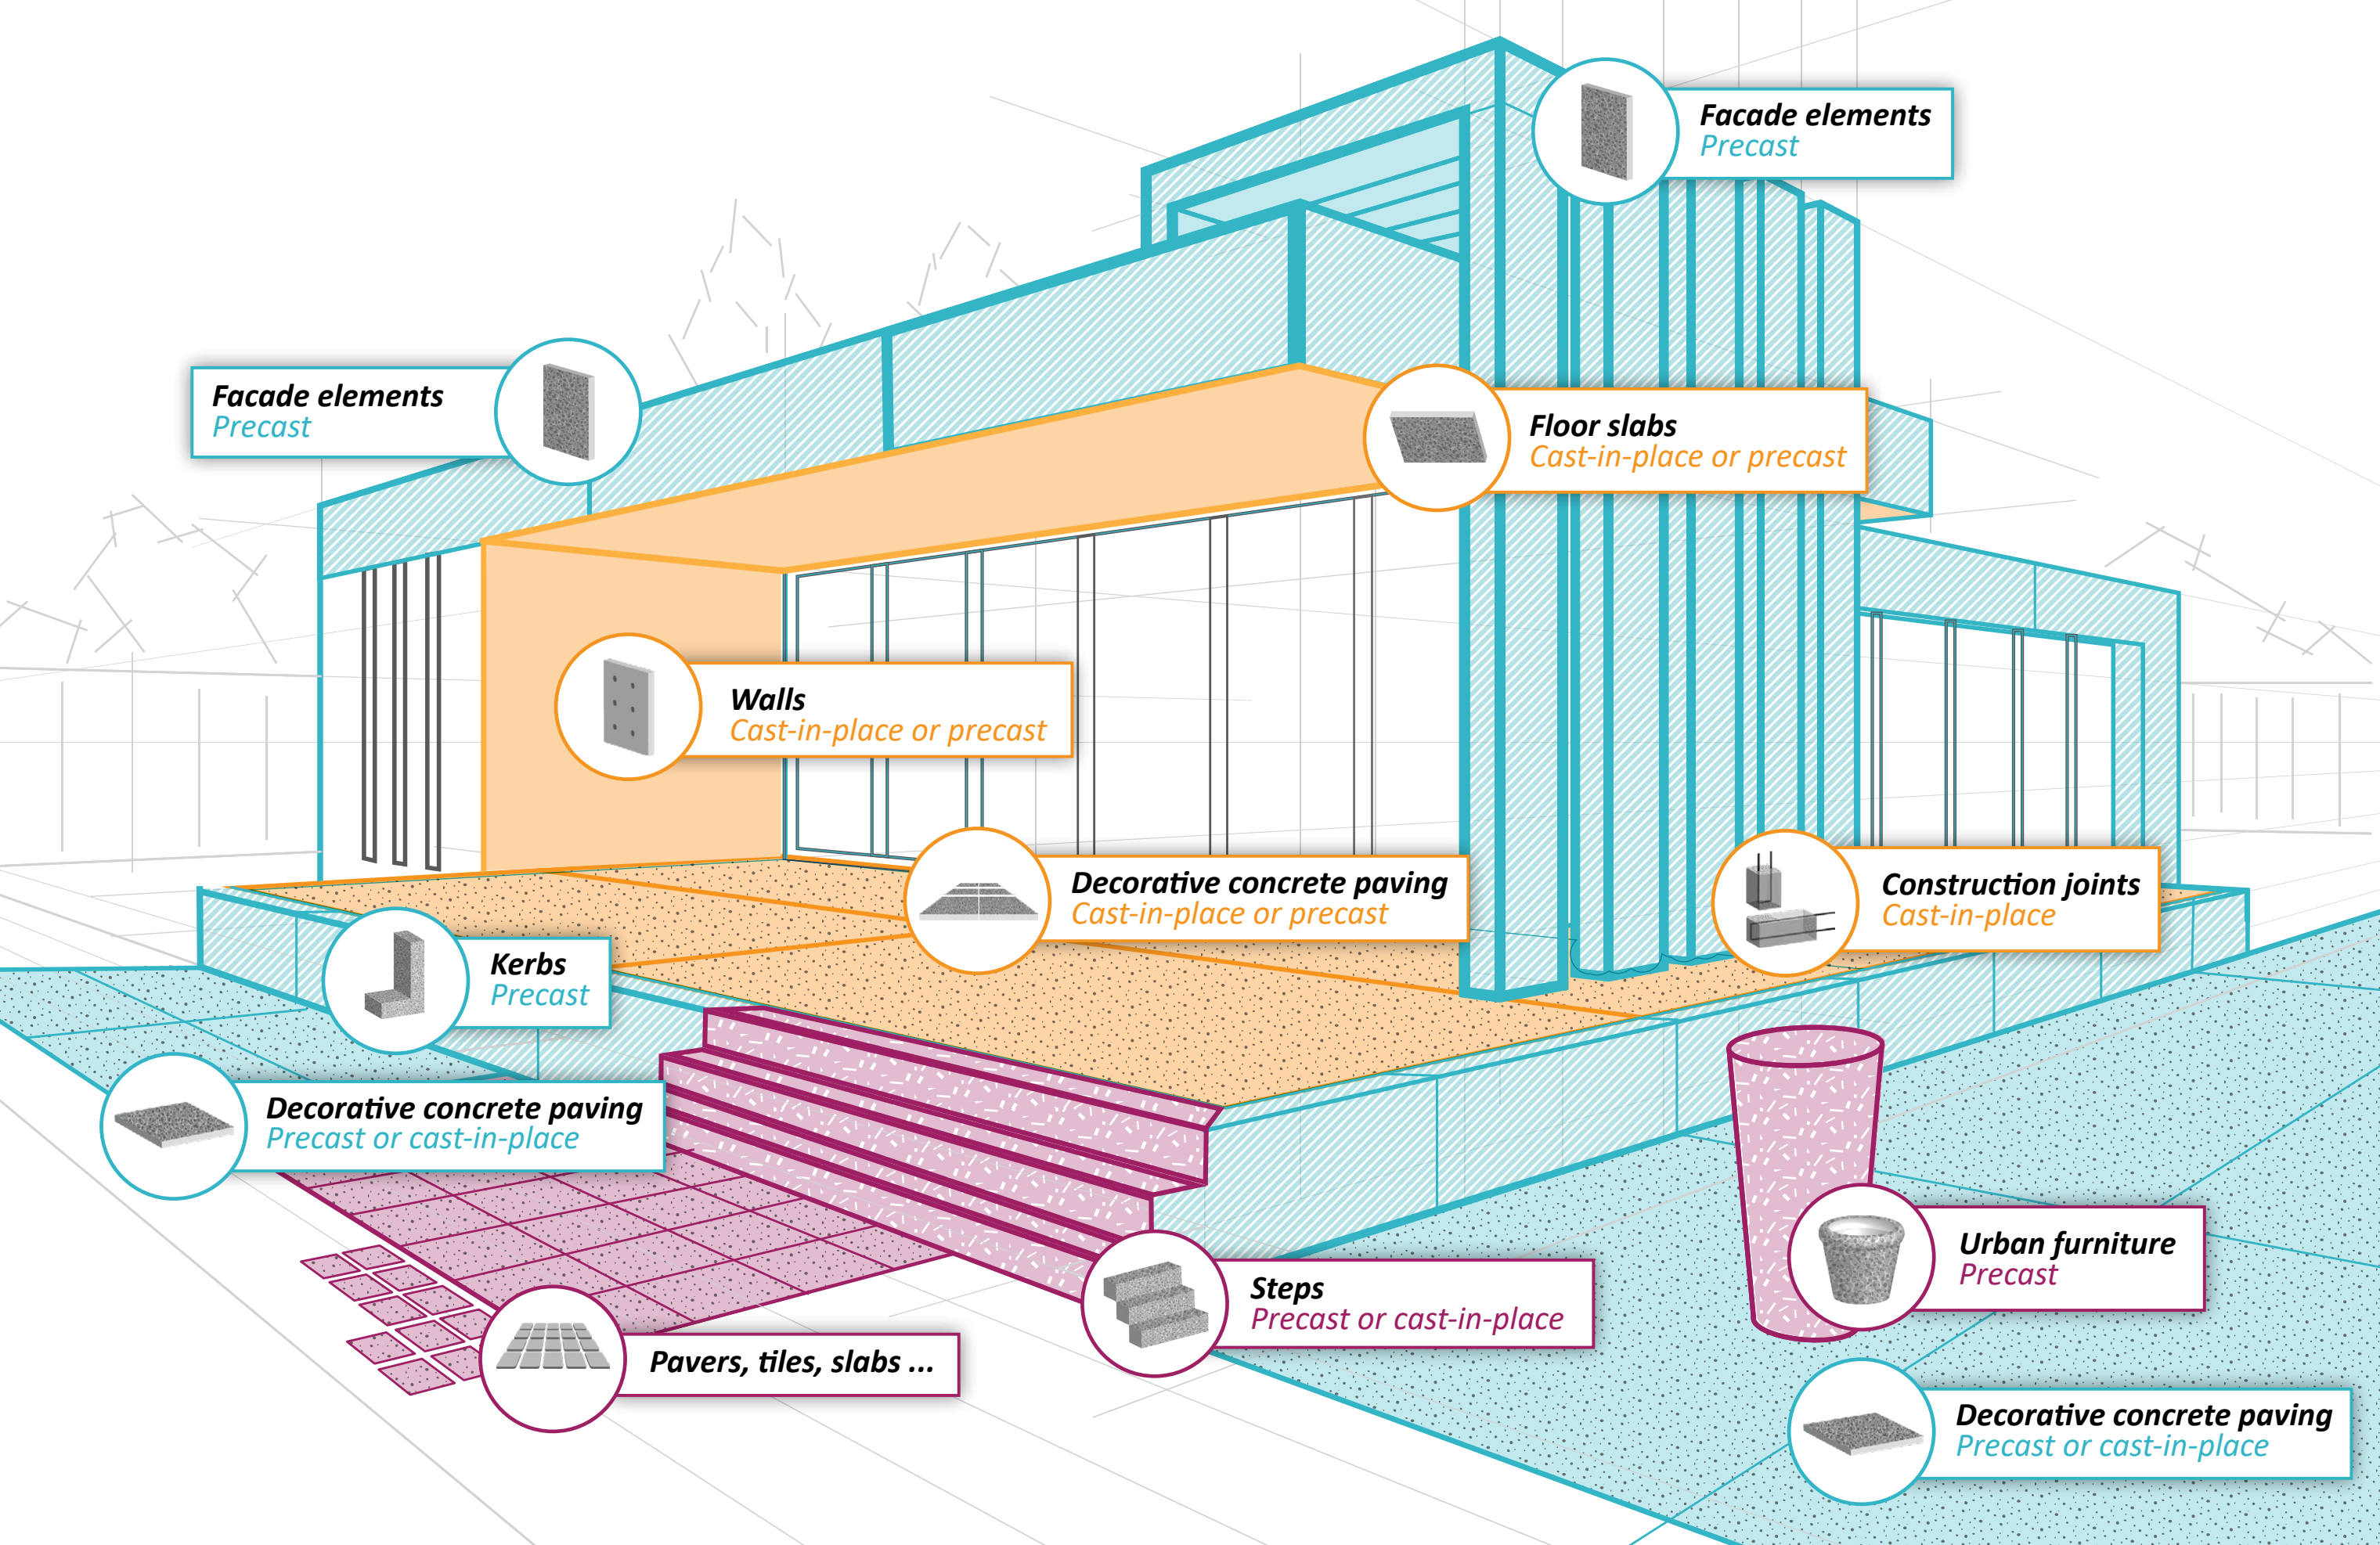 Facade elements
Precast
Facade elements
Precast
Floor slabs
Cast-in-place or precast
Walls
Cast-in-place or precast
Decorative concrete paving
Cast-in-place or precast
Construction joints
Cast-in-place
Kerbs
Precast
Decorative concrete paving
Precast or cast-in-place
Urban furniture
Precast
Steps
Precast or cast-in-place
Pavers, tiles, slabs ...
Decorative concrete paving
Precast or cast-in-place